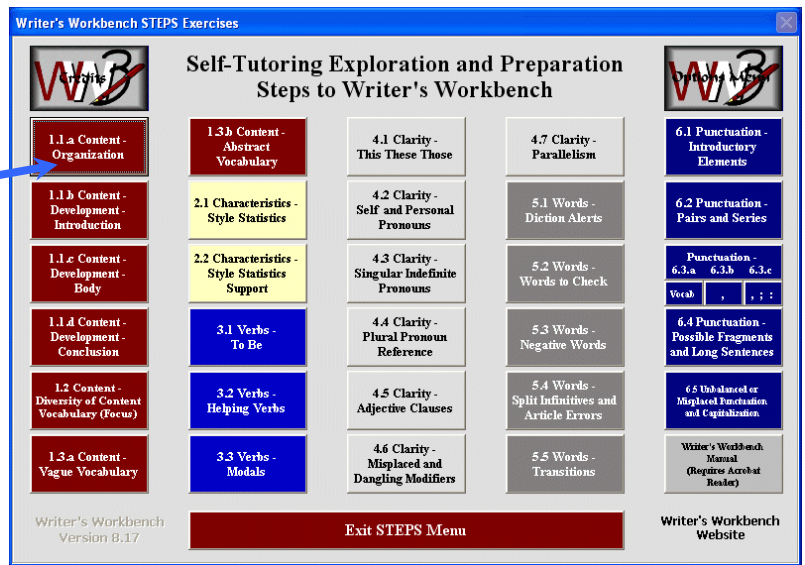 Writer's Workbench STEPS Exercises
Credits
Self-Tutoring Exploration and Preparation
Steps to Writer's Workbench
Options Menu
1.1.a Content -
Organization
1.1.b Content -
Development -
Introduction
1.1.c Content -
Development -
Body
1.1.d Content -
Development -
Conclusion
1.2 Content -
Diversity of Content
Vocabulary (Focus)
1.3.a Content -
Vague Vocabulary
1.3.b Content -
Abstract
Vocabulary
2.1 Characteristics -
Style Statistics
2.2 Characteristics -
Style Statistics
Support
3.1 Verbs -
To Be
3.2 Verbs -
Helping Verbs
3.3 Verbs -
Modals
4.1 Clarity -
This These Those
4.2 Clarity -
Self and Personal
Pronouns
4.3 Clarity -
Singular Indefinite
Pronouns
4.4 Clarity -
Plural Pronoun
Reference
4.5 Clarity -
Adjective Clauses
4.6 Clarity -
Misplaced and
Dangling Modifiers
4.7 Clarity -
Parallelism
5.1 Words -
Diction Alerts
5.2 Words -
Words to Check
5.3 Words -
Negative Words
5.4 Words -
Split Infinitives and
Article Errors
5.5 Words -
Transitions
6.1 Punctuation -
Introductory
Elements
6.2 Punctuation -
Pairs and Series
Punctuation -
6.3.a 6.3.b 6.3.c
Vocab , , ; :
6.4 Punctuation -
Possible Fragments
and Long Sentences
6.5 Unbalanced or
Misplaced Punctuation
and Capitalization
Writer's Workbench
Manual
(Requires Acrobat
Reader)
Writer's Workbench
Version 8.17
Exit STEPS Menu
Writer's Workbench
Website